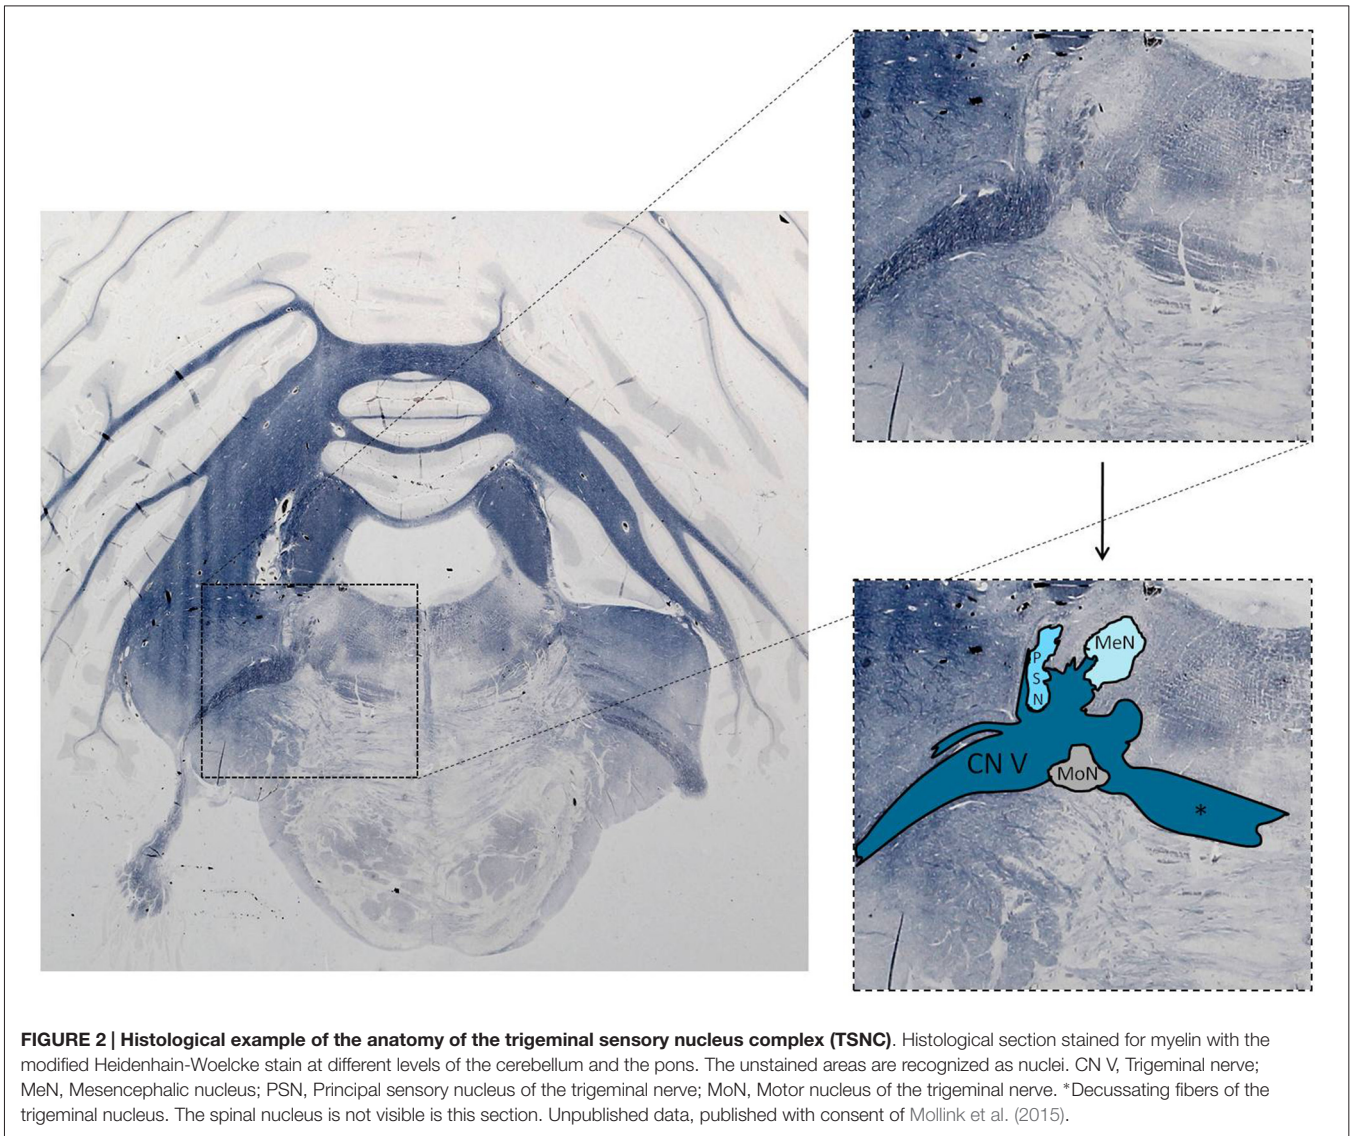 MeN
P
S
N
CN V
MoN
*
FIGURE 2 | Histological example of the anatomy of the trigeminal sensory nucleus complex (TSNC). Histological section stained for myelin with the
modified Heidenhain-Woelcke stain at different levels of the cerebellum and the pons. The unstained areas are recognized as nuclei. CN V, Trigeminal nerve;
MeN, Mesencephalic nucleus; PSN, Principal sensory nucleus of the trigeminal nerve; MoN, Motor nucleus of the trigeminal nerve. *Decussating fibers of the
trigeminal nucleus. The spinal nucleus is not visible is this section. Unpublished data, published with consent of Mollink et al. (2015).